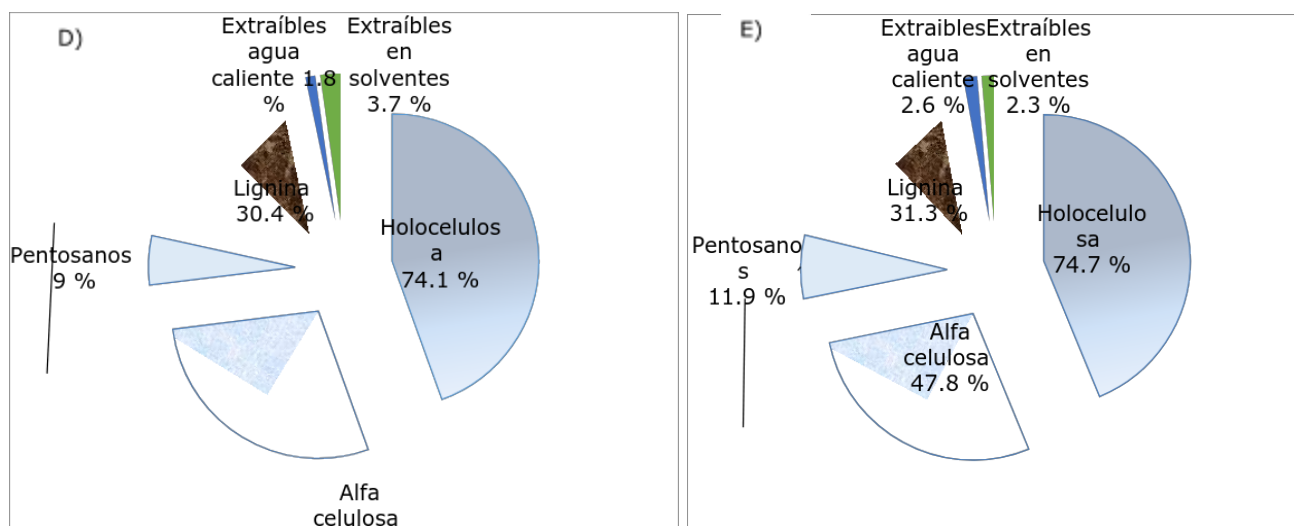 D)
Extraíbles
agua
caliente 1.8
%
Extraíbles
en
solventes
3.7 %
Lignina
30.4 %
Holocelulos
a
74.1 %
Pentosanos
9 %
Alfa
celulosa
E)
Extraibles
agua
caliente
2.6 %
Extraíbles
en
solventes
2.3 %
Lignina
31.3 %
Holocelulo
sa
74.7 %
Pentosano
s
11.9 %
Alfa
celulosa
47.8 %